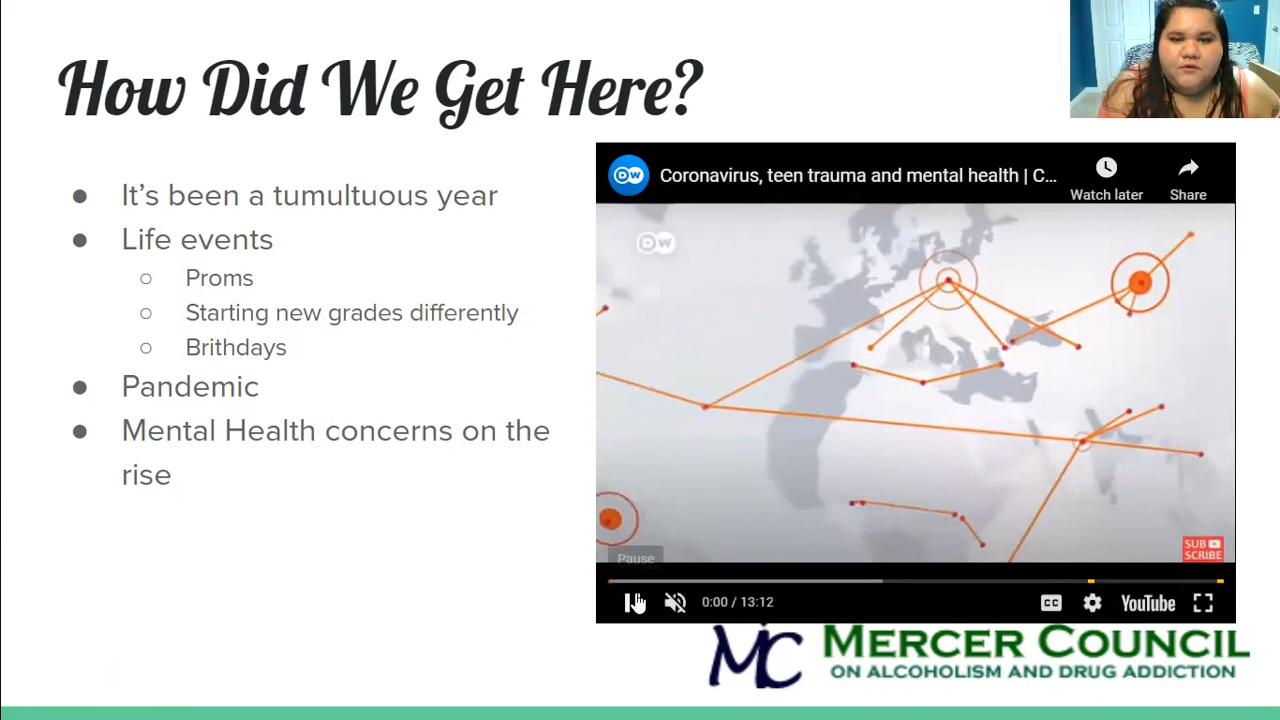 How Did We Get Here?
● It's been a tumultuous year
● Life events
○ Proms
○ Starting new grades differently
○ Brithdays
● Pandemic
● Mental Health concerns on the
rise
DW
Coronavirus, teen trauma and mental health | C...
Watch later
Share
DW
SUB
SCRIBE
Pause
0:00 / 13:12
CC
YouTube
MC
MERCER COUNCIL
ON ALCOHOLISM AND DRUG ADDICTION